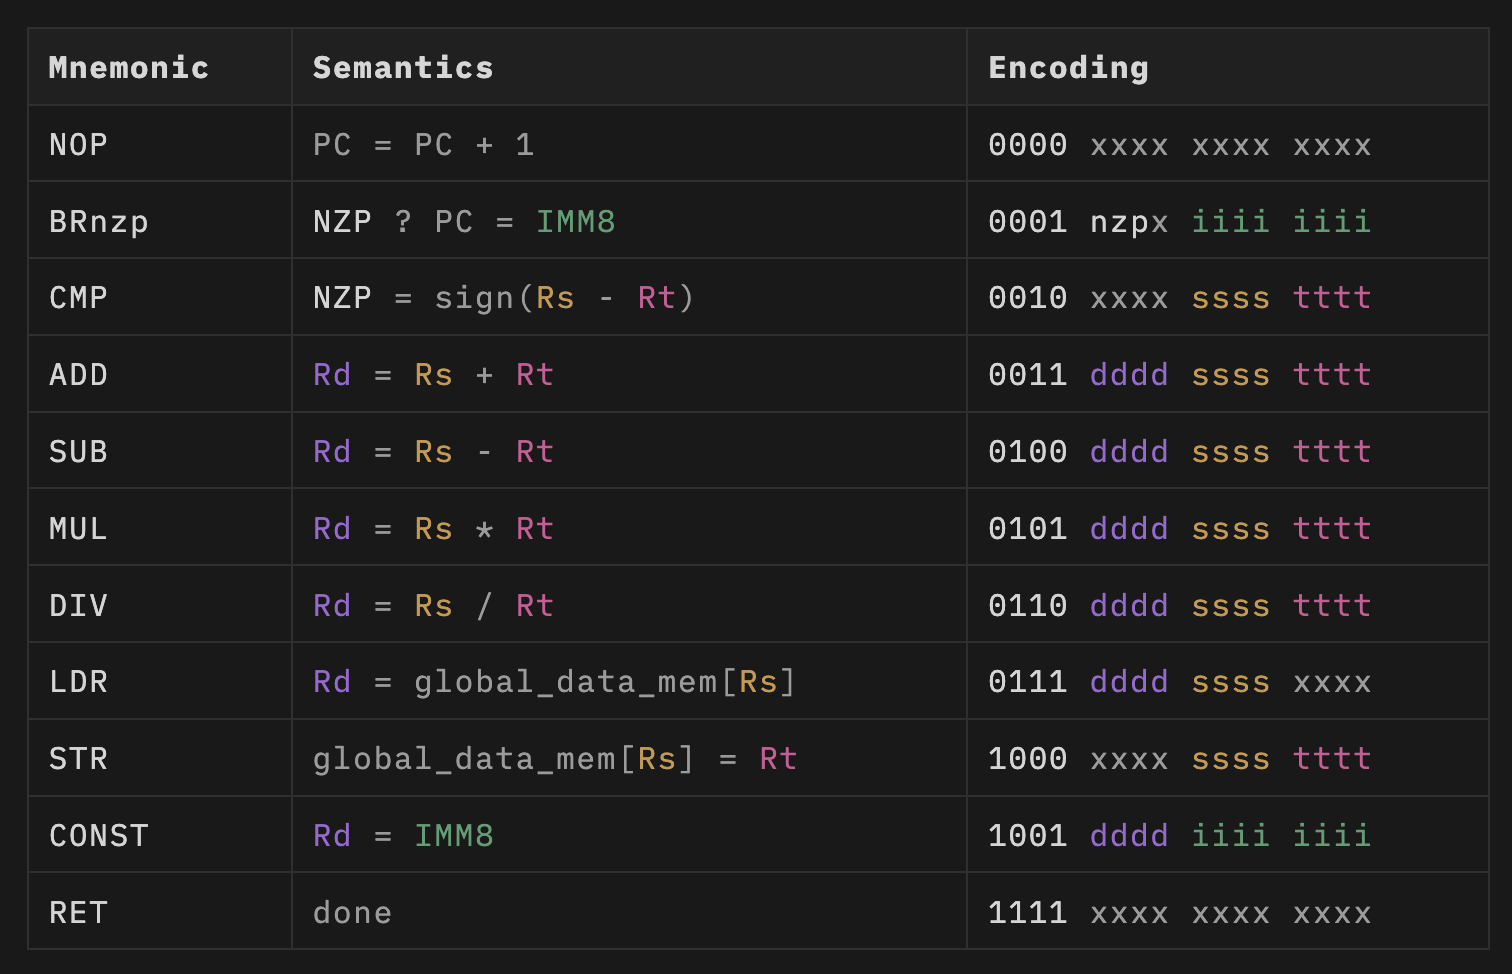 Mnemonic Semantics Encoding
NOP PC = PC + 1 0000 xxxx xxxx xxxx
BRnzp NZP ? PC = IMM8 0001 nzpx iiii iiii
CMP NZP = sign(Rs - Rt) 0010 xxxx ssss tttt
ADD Rd = Rs + Rt 0011 dddd ssss tttt
SUB Rd = Rs - Rt 0100 dddd ssss tttt
MUL Rd = Rs * Rt 0101 dddd ssss tttt
DIV Rd = Rs / Rt 0110 dddd ssss tttt
LDR Rd = global_data_mem[Rs] 0111 dddd ssss xxxx
STR global_data_mem[Rs] = Rt 1000 xxxx ssss tttt
CONST Rd = IMM8 1001 dddd iiii iiii
RET done 1111 xxxx xxxx xxxx